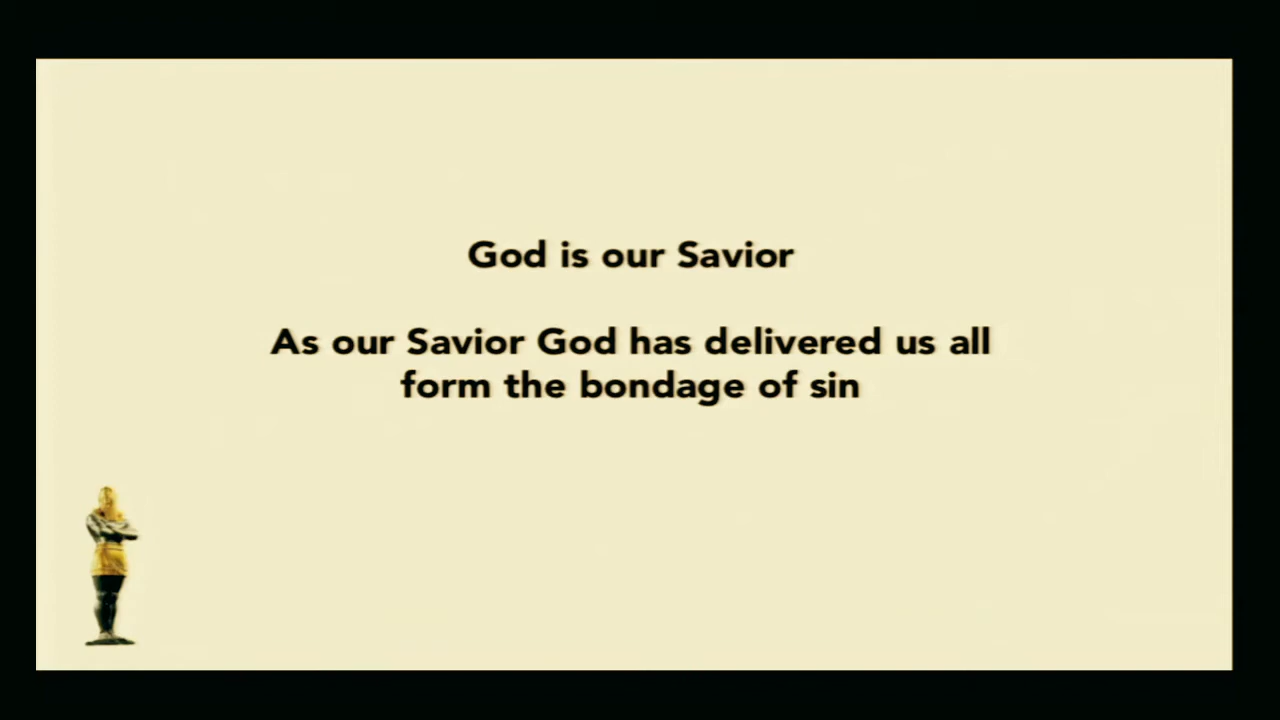 God is our Savior
As our Savior God has delivered us all
form the bondage of sin